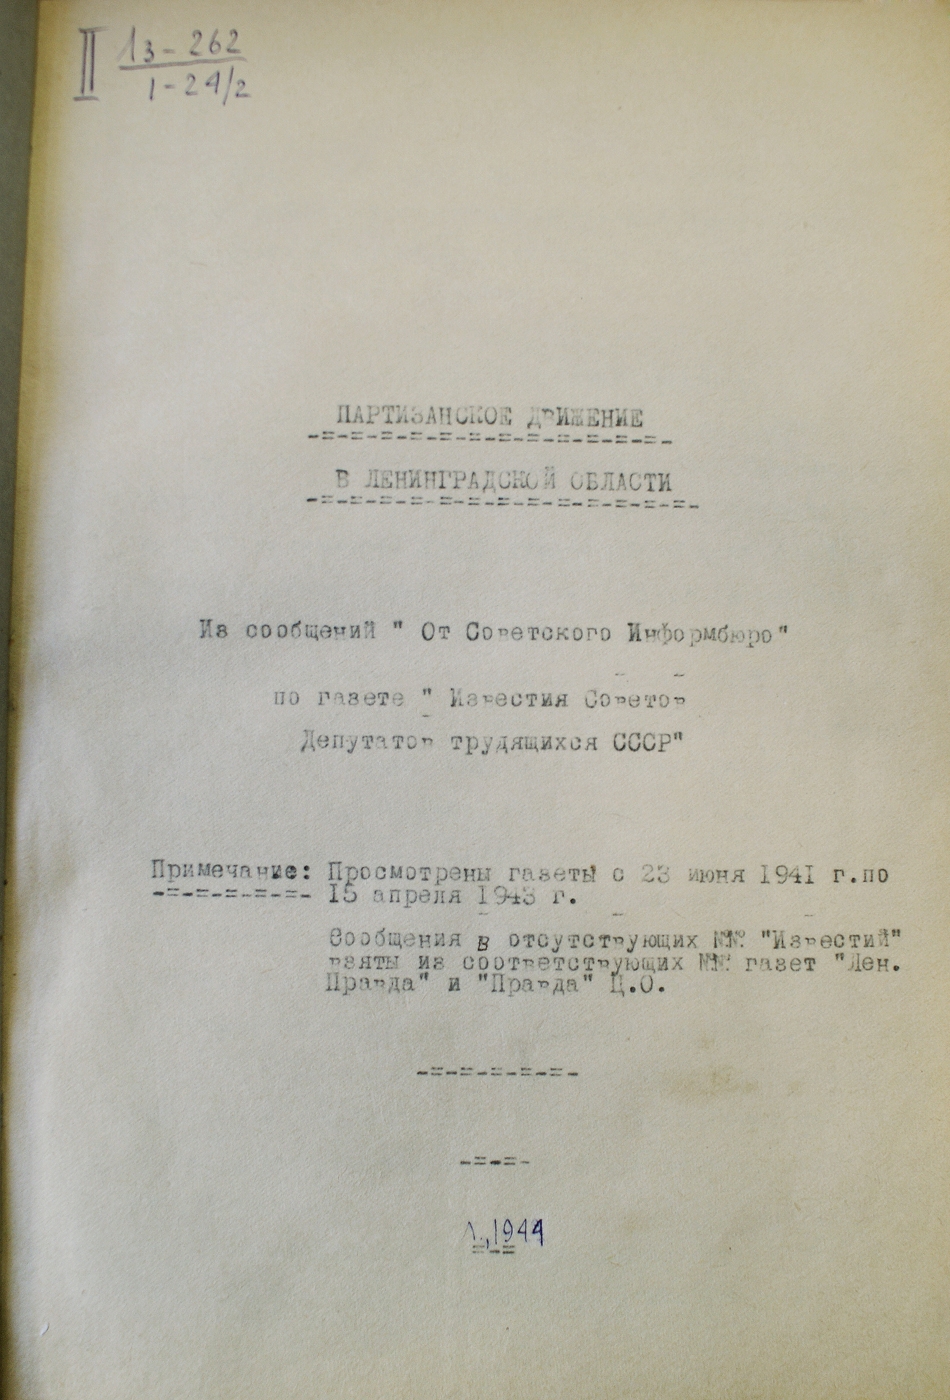 II 13-262
1-24/2
ПАРТИЗАНСКОЕ ДВИЖЕНИЕ
-=-=-=-=-=-=-=-=-=-=-=-=-
В ЛЕНИНГРАДСКОЙ ОБЛАСТИ
-=-=-=-=-=-=-=-=-=-=-=-=-=-
Из сообщений " От Советского Информбюро"
по газете " Известия Советов
Депутатов трудящихся СССР"
Примечание: Просмотрены газеты с 23 июня 1941 г.по
-=-=-=-=-=- 15 апреля 1943 г.
Сообщения в отсутствующих №№ "Известий"
взяты из соответствующих №№ газет "Лен.
Правда" и "Правда" Ц.О.
-=-=-=-=-=-
-=-=-
Л.,1944
=-=